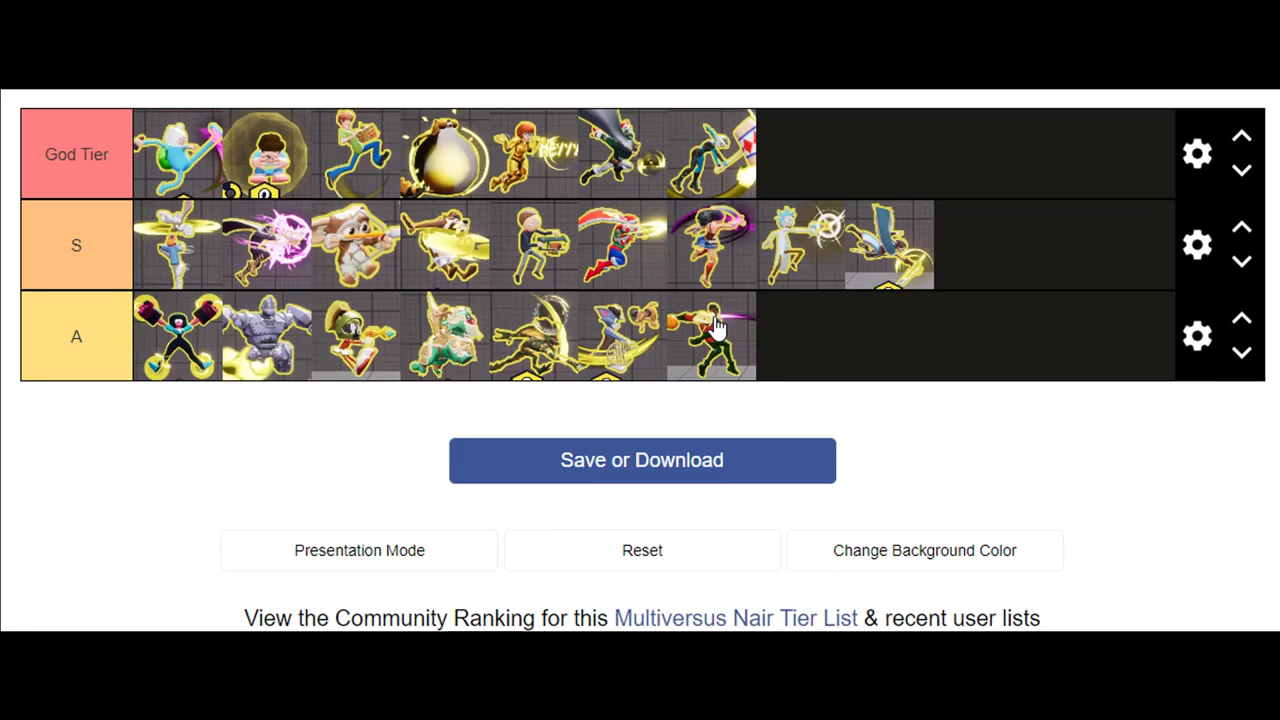 God Tier
S
A
Save or Download
Presentation Mode
Reset
Change Background Color
View the Community Ranking for this Multiversus Nair Tier List & recent user lists